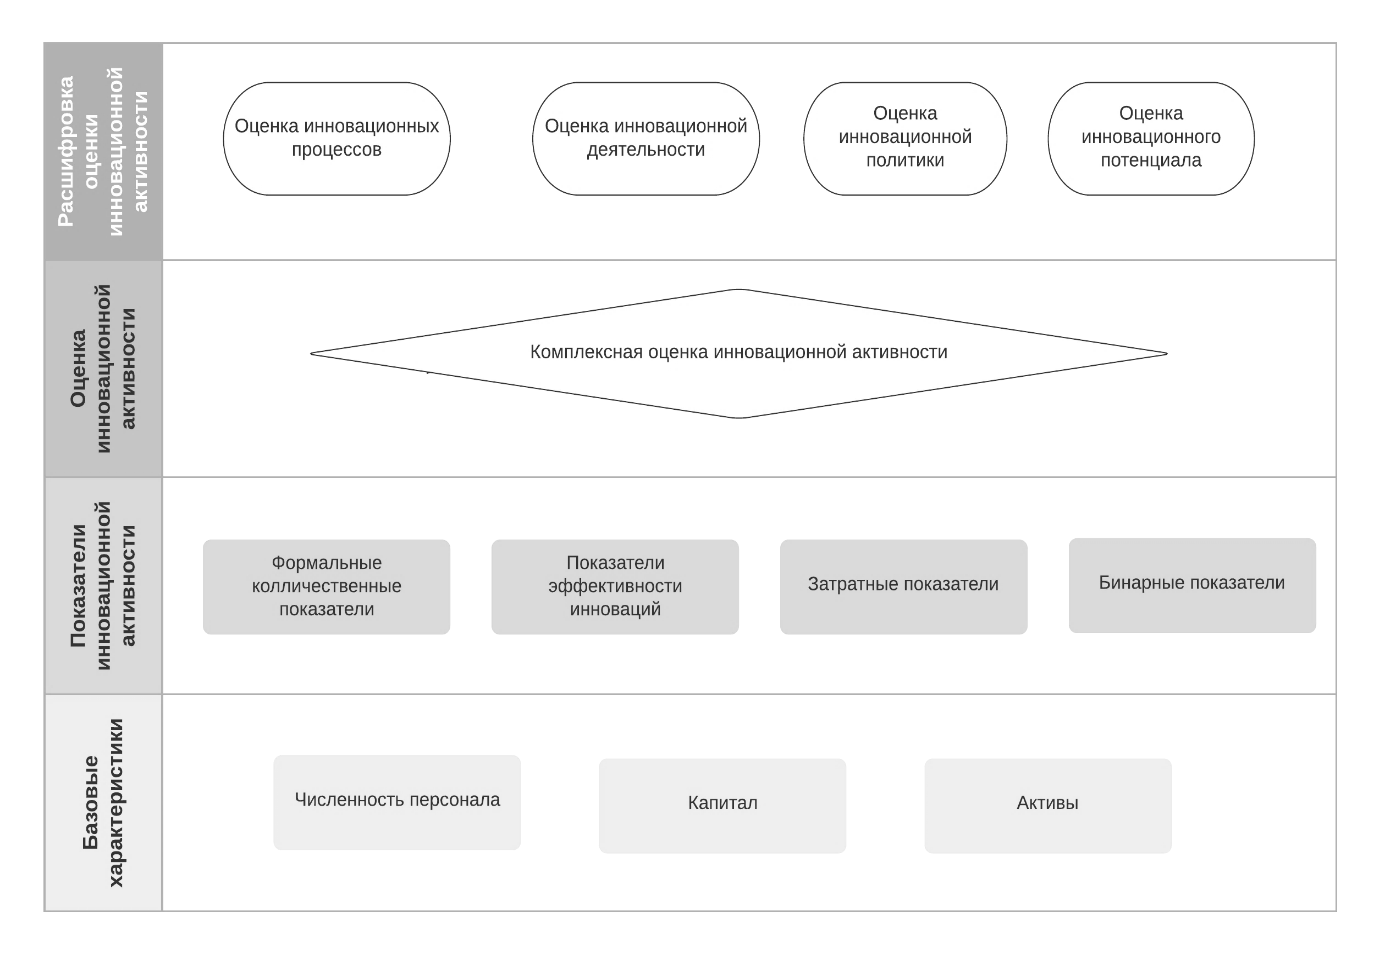 Расшифровка
оценки
инновационной
активности
Оценка инновационных
процессов
Оценка инновационной
деятельности
Оценка
инновационной
политики
Оценка
инновационного
потенциала
Оценка
инновационной
активности
Комплексная оценка инновационной активности
Показатели
инновационной
активности
Формальные
колличественные
показатели
Показатели
эффективности
инноваций
Затратные показатели
Бинарные показатели
Базовые
характеристики
Численность персонала
Капитал
Активы